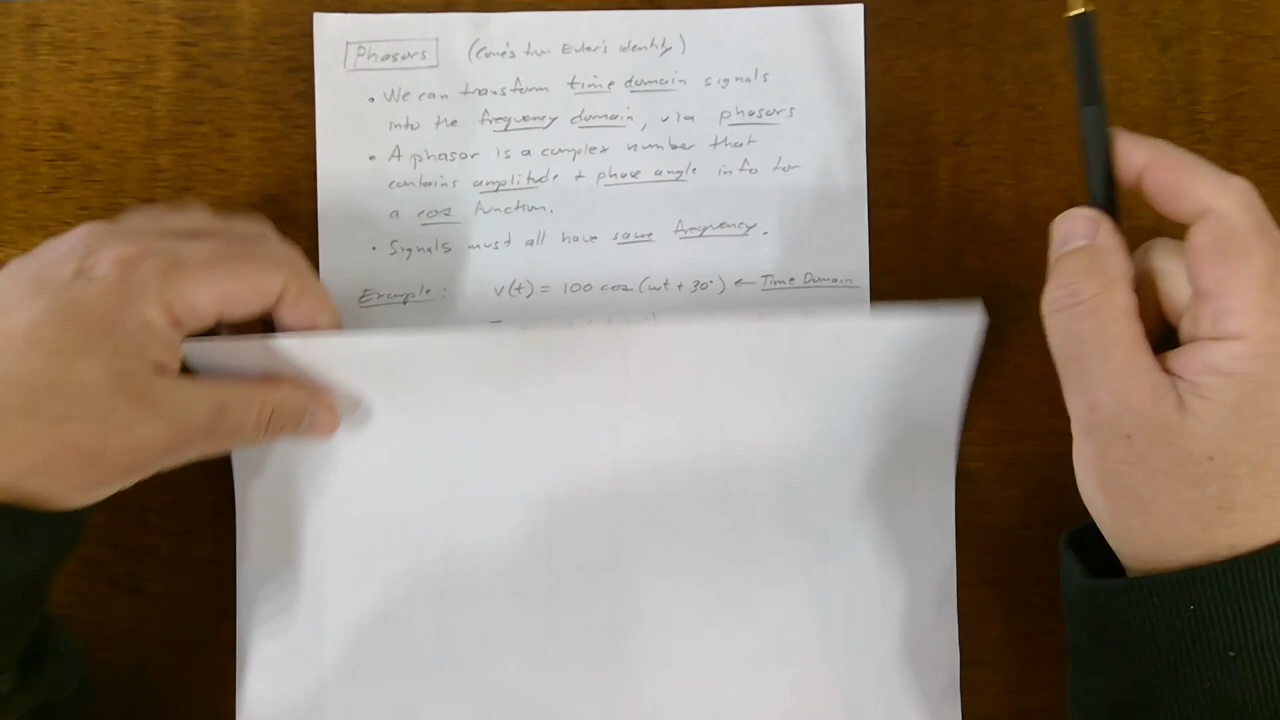 Phasors (comes from Euler's identity)
• We can transform time domain signals
into the frequency domain, via phasors
• A phasor is a complex number that
contains amplitude + phase angle info for
a cos function.
• Signals must all have same frequency.
Example: v(t) = 100 cos (ωt + 30°) ← Time Domain